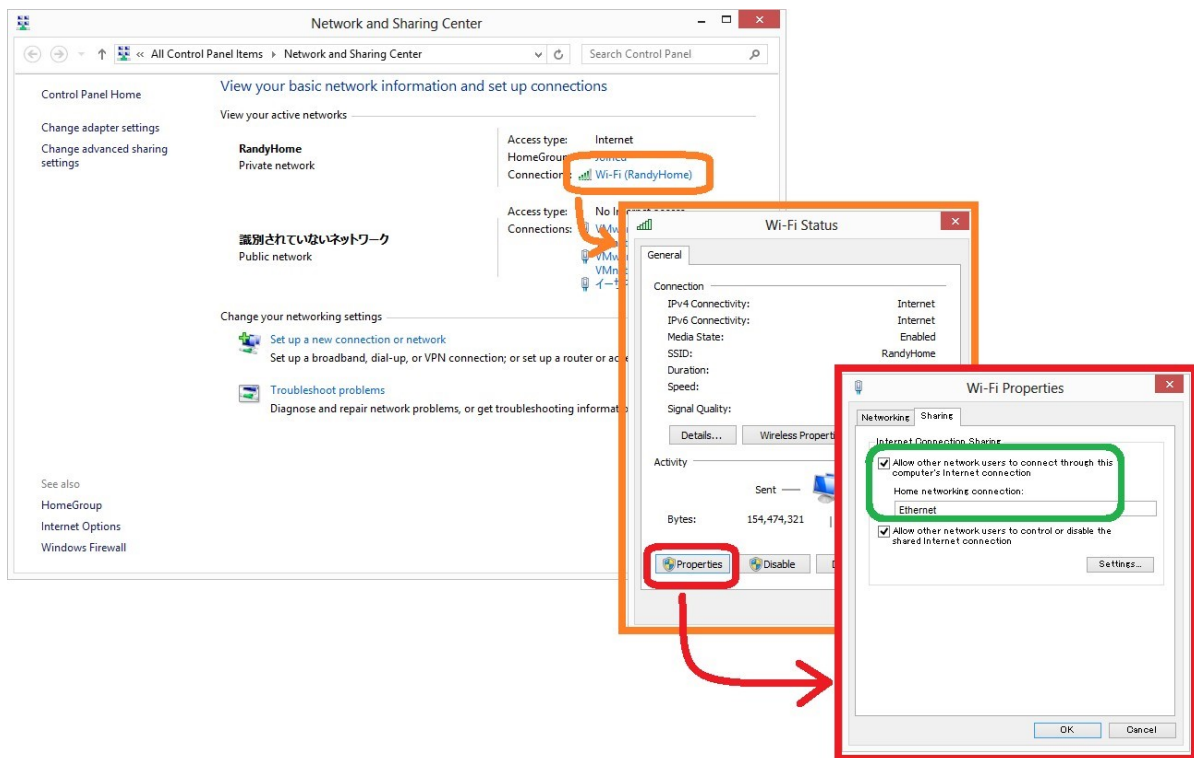 Network and Sharing Center
« All Control Panel Items Network and Sharing Center
Search Control Panel
Control Panel Home
Change adapter settings
Change advanced sharing
settings
View your basic network information and set up connections
View your active networks
RandyHome
Private network
Access type: Internet
HomeGroup Joined
Connections: Wi-Fi (RandyHome)
識別されていないネットワーク
Public network
Access type: No Internet access
Connections:
Change your networking settings
Set up a new connection or network
Set up a broadband, dial-up, or VPN connection; or set up a router or
Troubleshoot problems
Diagnose and repair network problems, or get troubleshooting
See also
HomeGroup
Internet Options
Windows Firewall
Wi-Fi Status
General
Connection
IPv4 Connectivity: Internet
IPv6 Connectivity: Internet
Media State: Enabled
SSID: RandyHome
Duration:
Speed:
Signal Quality:
Details...
Wireless
Activity
Sent
Bytes: 154,474,321
Properties
Disable
Wi-Fi Properties
Networking Sharing
Internet Connection Sharing
Allow other network users to connect through this
computer's Internet connection
Home networking connection:
Ethernet
Allow other network users to control or disable the
shared Internet connection
Settings...
OK Cancel